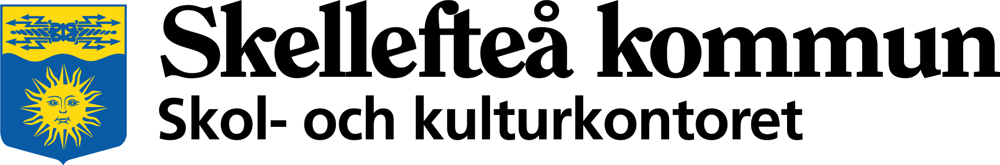 Skellefteå kommun
Skol- och kulturkontoret